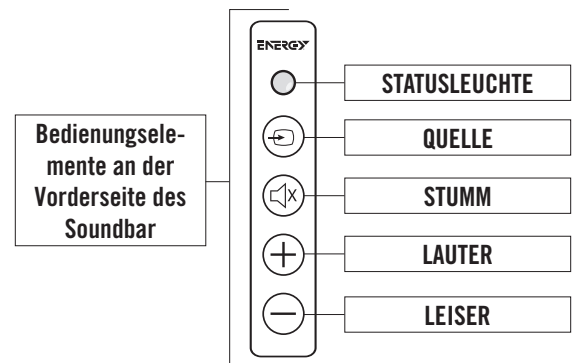 ENERGY
STATUSLEUCHTE
Bedienungsele-
mente an der
Vorderseite des
Soundbar
QUELLE
STUMM
LAUTER
LEISER